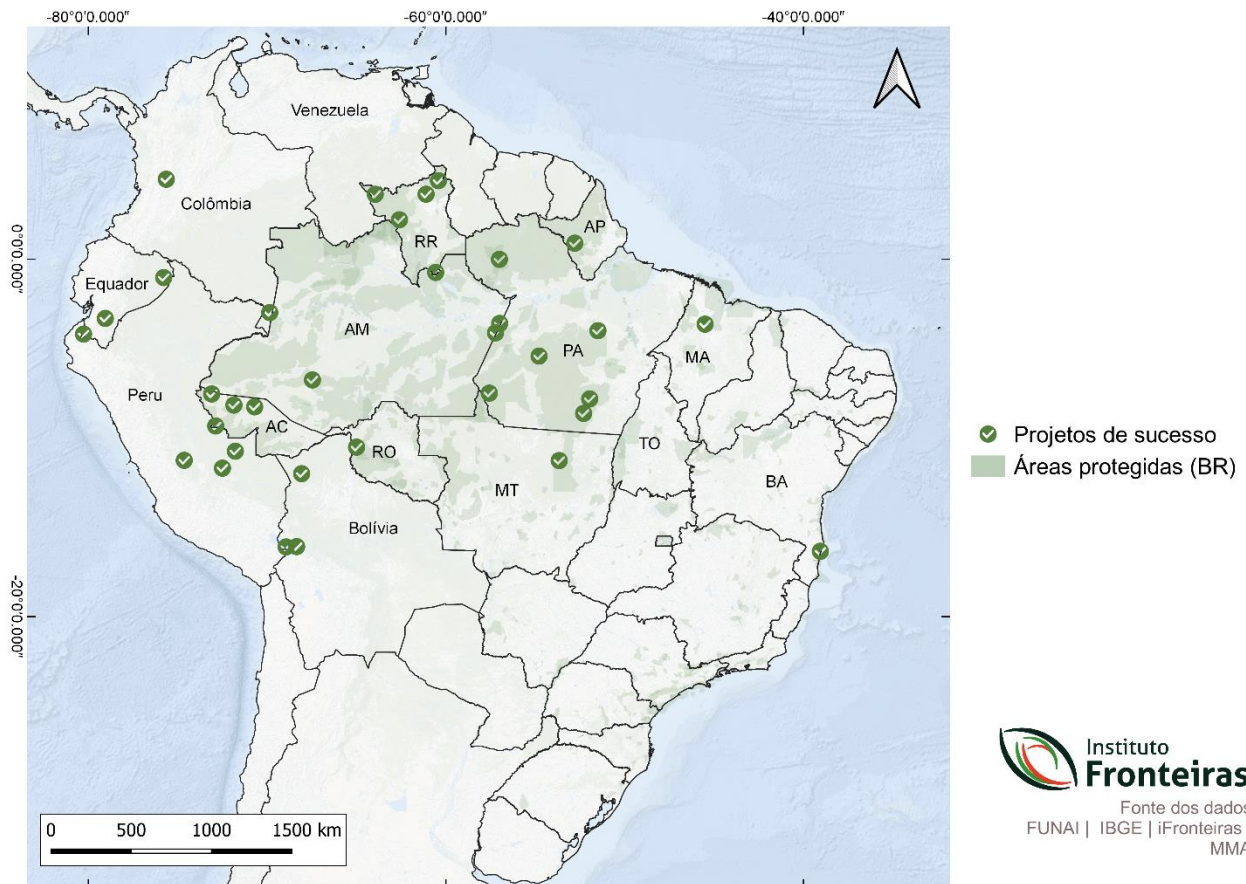 -80°0'0.000"
-60°0'0.000"
-40°0'0.000"
0°0'0.000"
-20°0'0.000"
Venezuela
Colômbia
RR
AP
Equador
AM
PA
MA
Peru
AC
RO
TO
MT
BA
Bolívia
0 500 1000 1500 km
Projetos de sucesso
Áreas protegidas (BR)
Instituto
Fronteiras
Fonte dos dados
FUNAI | IBGE | iFronteiras
MMA